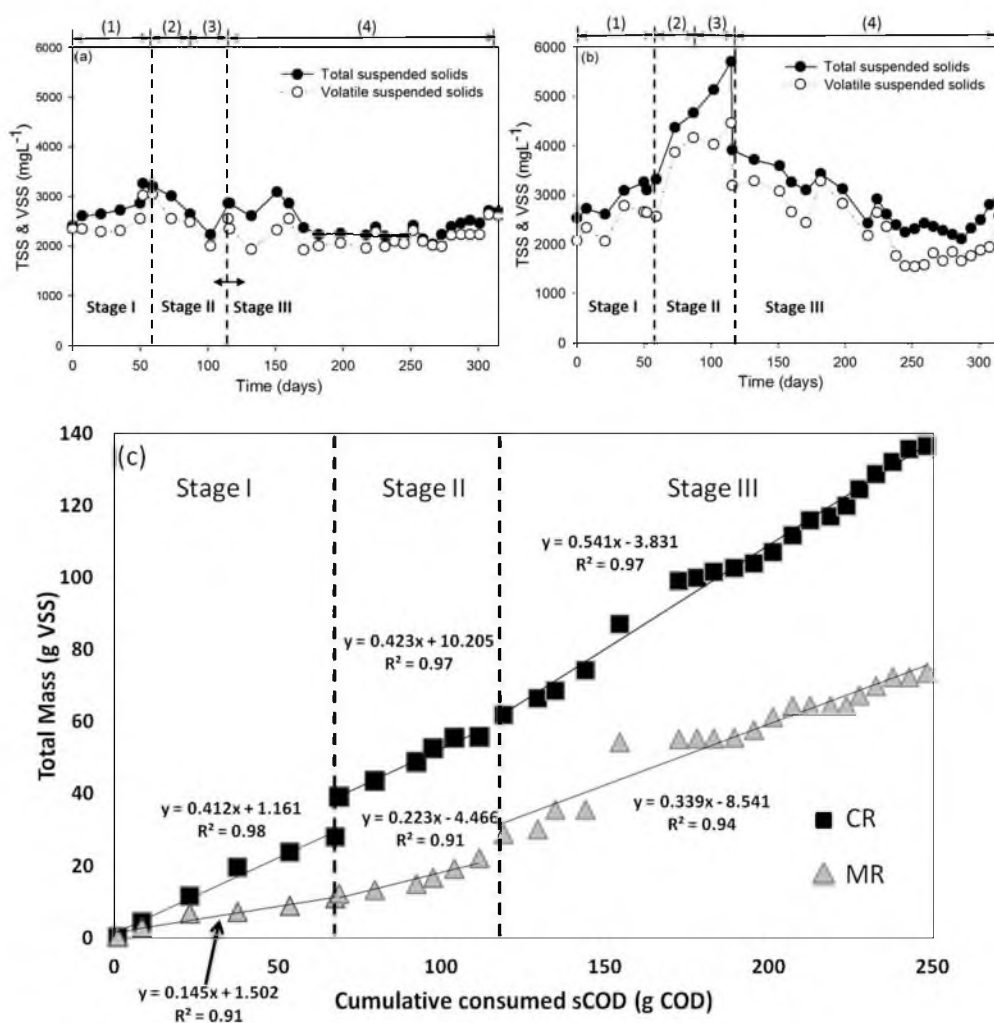 (1) (2) (3) (4)
(a)
Total suspended solids
Volatile suspended solids
6000
5000
4000
3000
2000
1000
0
TSS & VSS (mgL⁻¹)
Stage I Stage II Stage III
0 50 100 150 200 250 300
Time (days)
(1) (2) (3) (4)
(b)
Total suspended solids
Volatile suspended solids
6000
5000
4000
3000
2000
1000
0
TSS & VSS (mgL⁻¹)
Stage I Stage II Stage III
0 50 100 150 200 250 300
Time (days)
(c)
Stage I Stage II Stage III
140
120
100
80
60
40
20
0
Total Mass (g VSS)
y = 0.541x - 3.831
R² = 0.97
y = 0.423x + 10.205
R² = 0.97
y = 0.412x + 1.161
R² = 0.98
y = 0.223x - 4.466
R² = 0.91
y = 0.339x - 8.541
R² = 0.94
CR
MR
0 50 100 150 200 250
y = 0.145x + 1.502
R² = 0.91
Cumulative consumed sCOD (g COD)